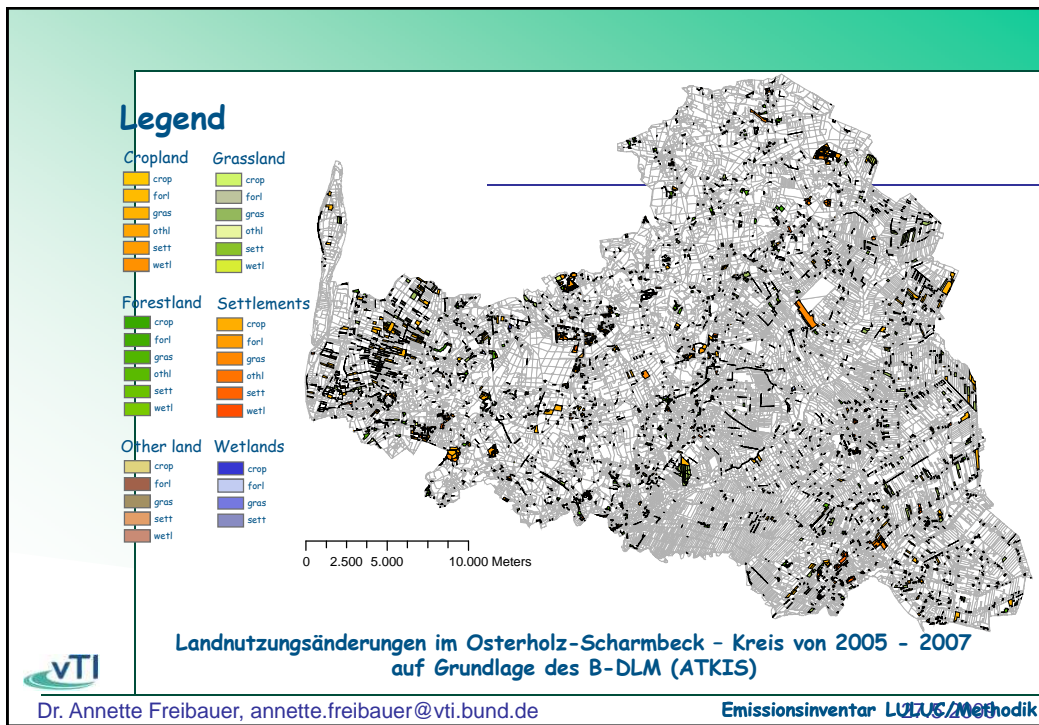 Legend
Cropland
crop
forl
gras
othl
sett
wetl
Grassland
crop
forl
gras
othl
sett
wetl
Forestland
crop
forl
gras
othl
sett
wetl
Settlements
crop
forl
gras
othl
sett
wetl
Other land
crop
forl
gras
sett
wetl
Wetlands
crop
forl
gras
sett
0 2.500 5.000 10.000 Meters
Landnutzungsänderungen im Osterholz-Scharmbeck – Kreis von 2005 - 2007
auf Grundlage des B-DLM (ATKIS)
vTI
Dr. Annette Freibauer, annette.freibauer@vti.bund.de
Emissionsinventar LULUC/Methodik